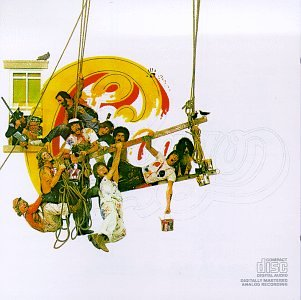 COMPACT
disc
DIGITAL AUDIO
DIGITALLY MASTERED
ANALOG RECORDING